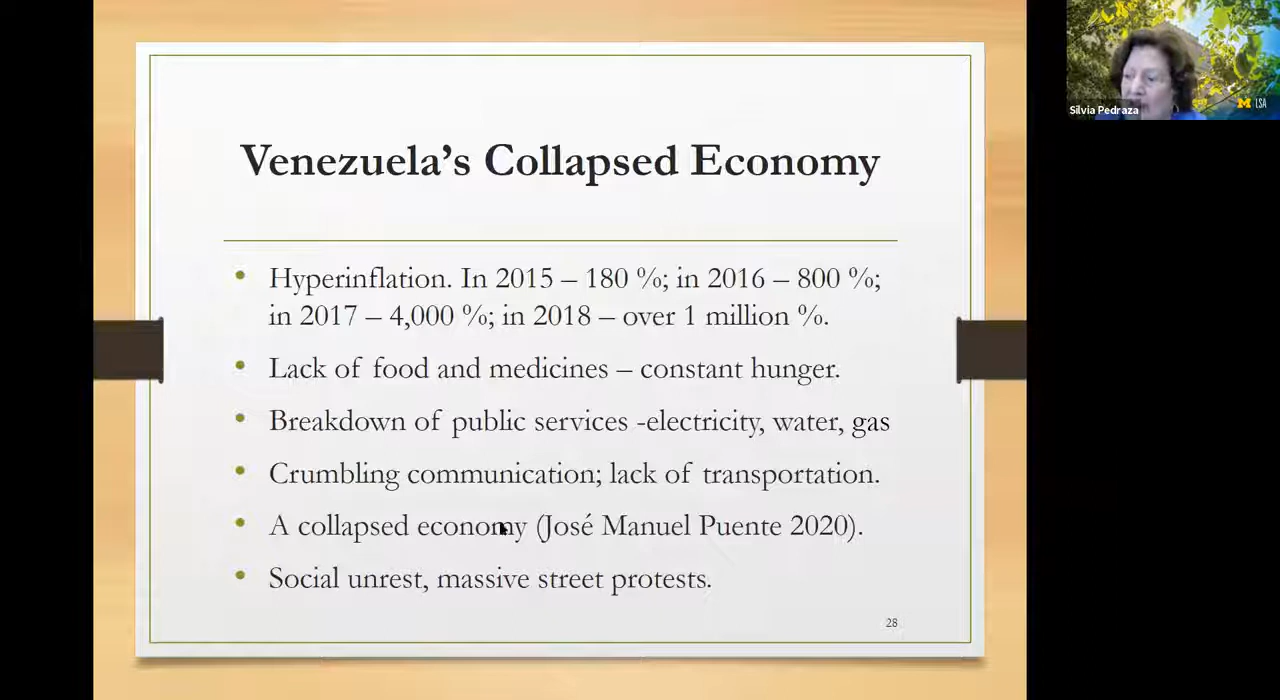 Venezuela’s Collapsed Economy
Hyperinflation. In 2015 – 180 %; in 2016 – 800 %;
in 2017 – 4,000 %; in 2018 – over 1 million %.
Lack of food and medicines – constant hunger.
Breakdown of public services -electricity, water, gas
Crumbling communication; lack of transportation.
A collapsed economy (José Manuel Puente 2020).
Social unrest, massive street protests.
28
Silvia Pedraza
M LSA